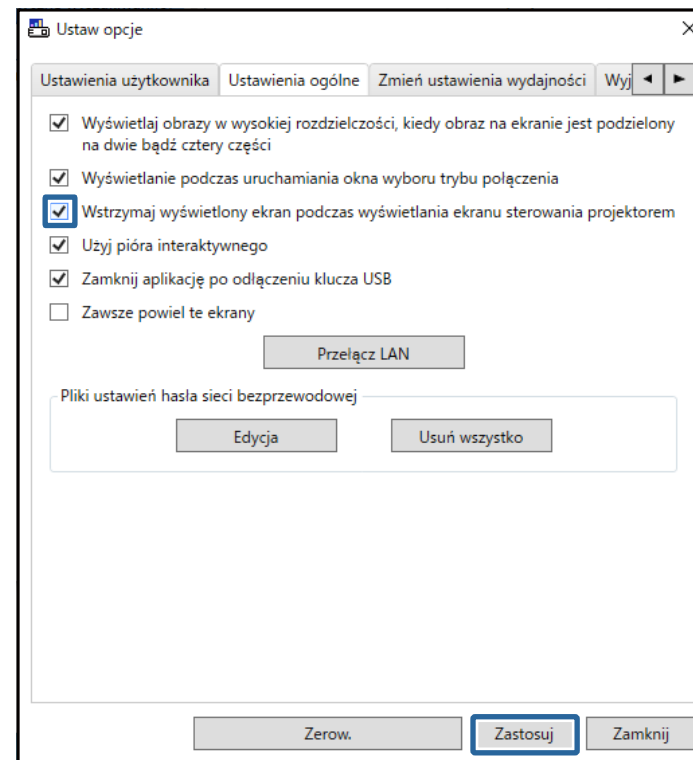 Ustaw opcje
Ustawienia użytkownika Ustawienia ogólne Zmień ustawienia wydajności Wyj
Wyświetlaj obrazy w wysokiej rozdzielczości, kiedy obraz na ekranie jest podzielony
na dwie bądź cztery części
Wyświetlanie podczas uruchamiania okna wyboru trybu połączenia
Wstrzymaj wyświetlony ekran podczas wyświetlania ekranu sterowania projektorem
Użyj pióra interaktywnego
Zamknij aplikację po odłączeniu klucza USB
Zawsze powiel te ekrany
Przełącz LAN
Pliki ustawień hasła sieci bezprzewodowej
Edycja Usuń wszystko
Zerow. Zastosuj Zamknij